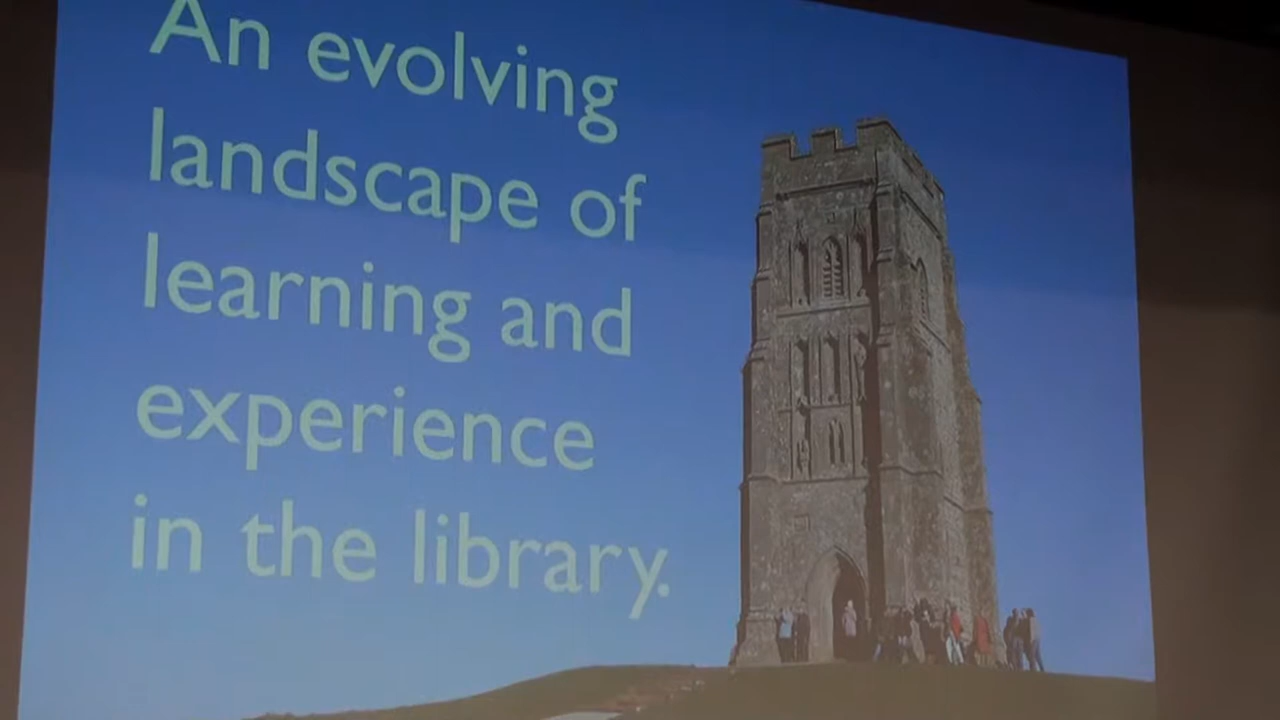 An evolving
landscape of
learning and
experience
in the library.